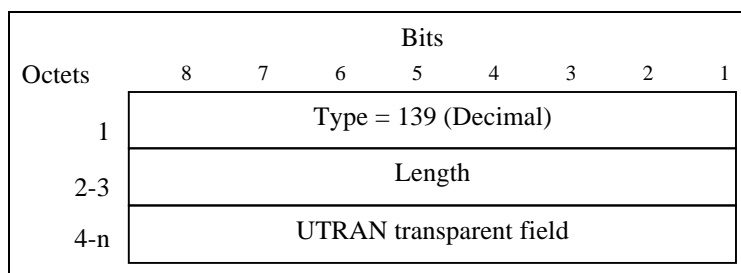 Bits
Octets 8 7 6 5 4 3 2 1
1 Type = 139 (Decimal)
2-3 Length
4-n UTRAN transparent field